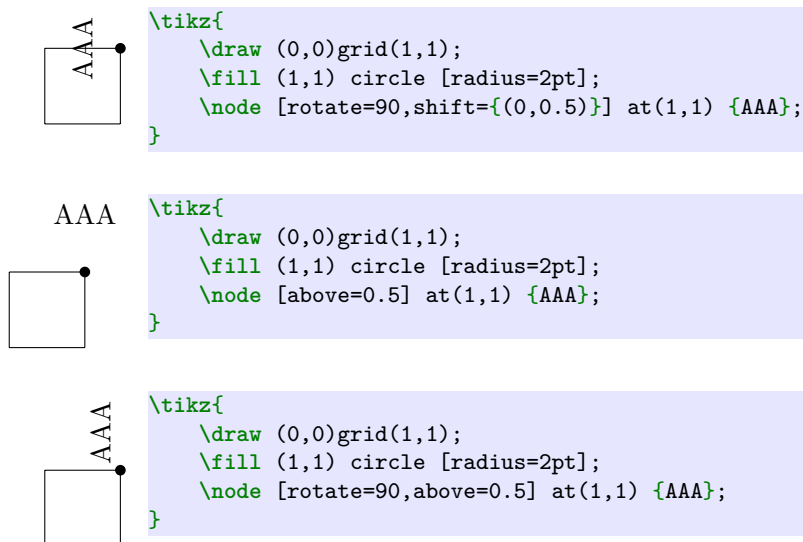 AAA
\tikz{
    \draw (0,0)grid(1,1);
    \fill (1,1) circle [radius=2pt];
    \node [rotate=90,shift={(0,0.5)}] at(1,1) {AAA};
}
AAA
\tikz{
    \draw (0,0)grid(1,1);
    \fill (1,1) circle [radius=2pt];
    \node [above=0.5] at(1,1) {AAA};
}
AAA
\tikz{
    \draw (0,0)grid(1,1);
    \fill (1,1) circle [radius=2pt];
    \node [rotate=90,above=0.5] at(1,1) {AAA};
}